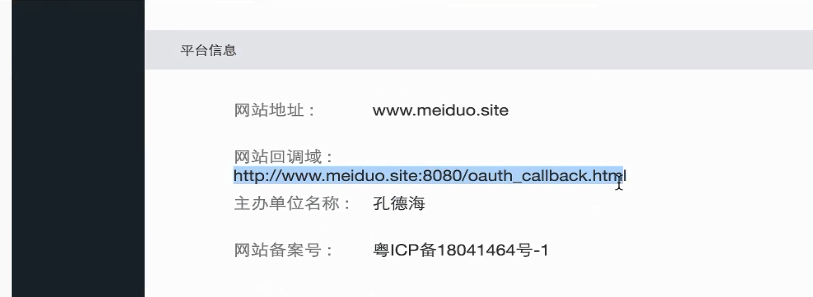 平台信息
网站地址： www.meiduo.site
网站回调域：
http://www.meiduo.site:8080/oauth_callback.html
主办单位名称： 孔德海
网站备案号： 粤ICP备18041464号-1